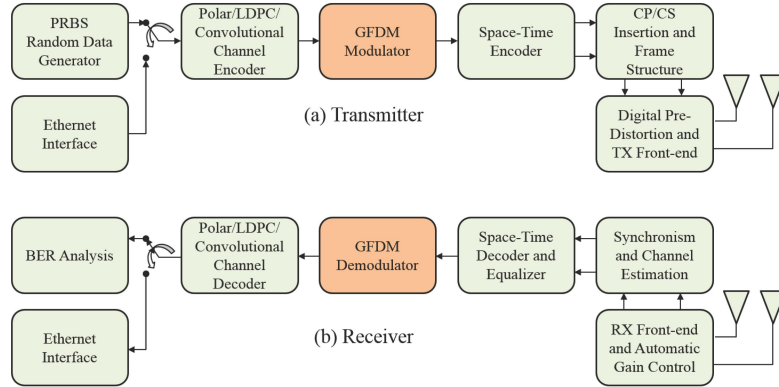 PRBS
Random Data
Generator
Polar/LDPC/
Convolutional
Channel
Encoder
GFDM
Modulator
Space-Time
Encoder
CP/CS
Insertion and
Frame
Structure
Ethernet
Interface
(a) Transmitter
Digital Pre-
Distortion and
TX Front-end
BER Analysis
Polar/LDPC/
Convolutional
Channel
Decoder
GFDM
Demodulator
Space-Time
Decoder and
Equalizer
Synchronism
and Channel
Estimation
Ethernet
Interface
(b) Receiver
RX Front-end
and Automatic
Gain Control